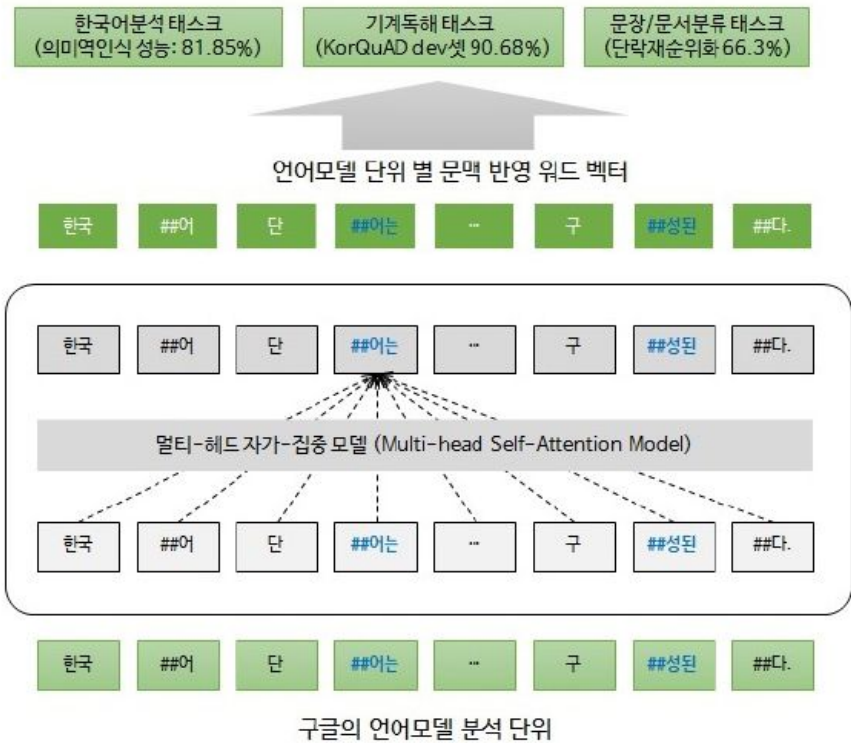 한국어분석 태스크
(의미역인식 성능: 81.85%)
기계독해 태스크
(KorQuAD dev셋 90.68%)
문장/문서분류 태스크
(단락재순위화 66.3%)
언어모델 단위 별 문맥 반영 워드 벡터
한국 ##어 단 ##어는 ... 구 ##성된 ##다.
한국 ##어 단 ##어는 ... 구 ##성된 ##다.
멀티-헤드 자가-집중 모델 (Multi-head Self-Attention Model)
한국 ##어 단 ##어는 ... 구 ##성된 ##다.
한국 ##어 단 ##어는 ... 구 ##성된 ##다.
구글의 언어모델 분석 단위